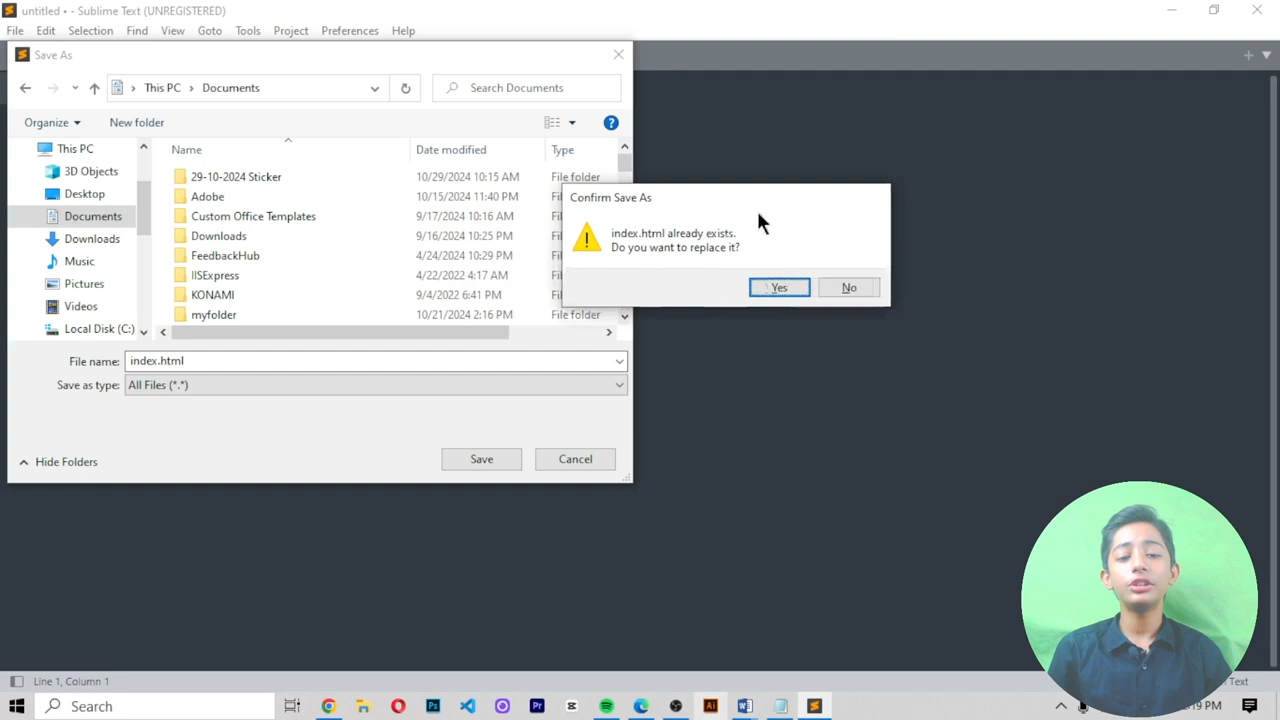 untitled • - Sublime Text (UNREGISTERED)
File Edit Selection Find View Goto Tools Project Preferences Help
Save As
This PC > Documents
Search Documents
Organize
New folder
Name Date modified Type
This PC
3D Objects
Desktop
Documents
Downloads
Music
Pictures
Videos
Local Disk (C:)
29-10-2024 Sticker 10/29/2024 10:15 AM File folder
Adobe 10/15/2024 11:40 PM
Custom Office Templates 9/17/2024 10:16 AM
Downloads 9/16/2024 10:25 PM
FeedbackHub 4/24/2024 10:29 PM
IISExpress 4/22/2022 4:17 AM
KONAMI 9/4/2022 6:41 PM
myfolder 10/21/2024 2:16 PM File folder
Confirm Save As
index.html already exists.
Do you want to replace it?
Yes No
File name: index.html
Save as type: All Files (*.*)
Hide Folders
Save Cancel
Line 1, Column 1
Text
Search
Ps
Pr
Ai
:19 PM